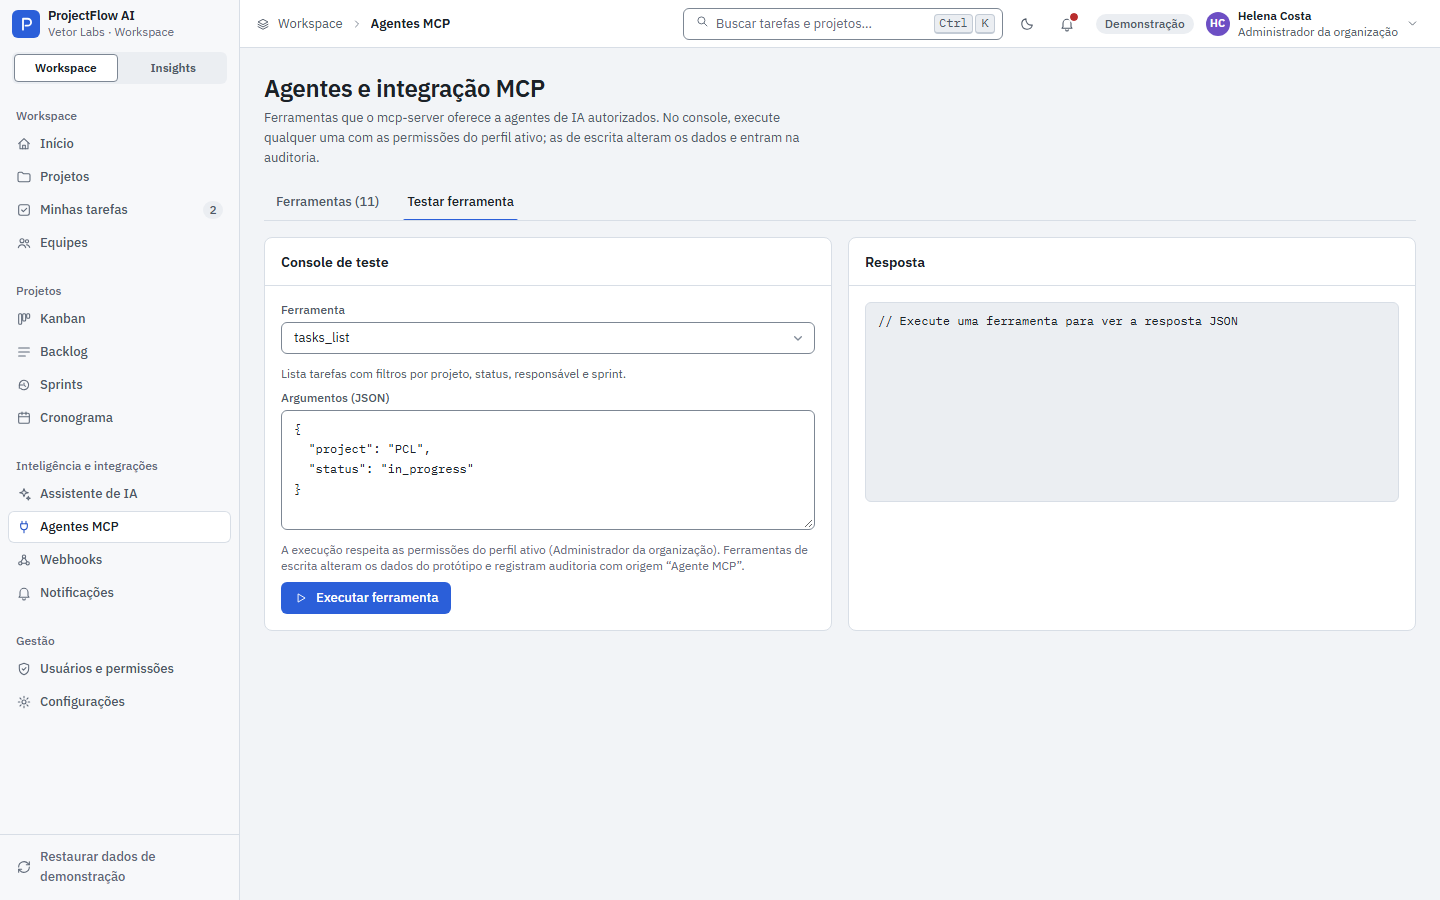 ProjectFlow AI
Vetor Labs · Workspace
Workspace
Insights
Workspace
Início
Projetos
Minhas tarefas
2
Equipes
Projetos
Kanban
Backlog
Sprints
Cronograma
Inteligência e integrações
Assistente de IA
Agentes MCP
Webhooks
Notificações
Gestão
Usuários e permissões
Configurações
Restaurar dados de
demonstração
Workspace
Agentes MCP
Buscar tarefas e projetos...
Ctrl K
Demonstração
HC
Helena Costa
Administrador da organização
Agentes e integração MCP
Ferramentas que o mcp-server oferece a agentes de IA autorizados. No console, execute
qualquer uma com as permissões do perfil ativo; as de escrita alteram os dados e entram na
auditoria.
Ferramentas (11)
Testar ferramenta
Console de teste
Ferramenta
tasks_list
Lista tarefas com filtros por projeto, status, responsável e sprint.
Argumentos (JSON)
{
"project": "PCL",
"status": "in_progress"
}
A execução respeita as permissões do perfil ativo (Administrador da organização). Ferramentas de
escrita alteram os dados do protótipo e registram auditoria com origem “Agente MCP”.
Executar ferramenta
Resposta
// Execute uma ferramenta para ver a resposta JSON